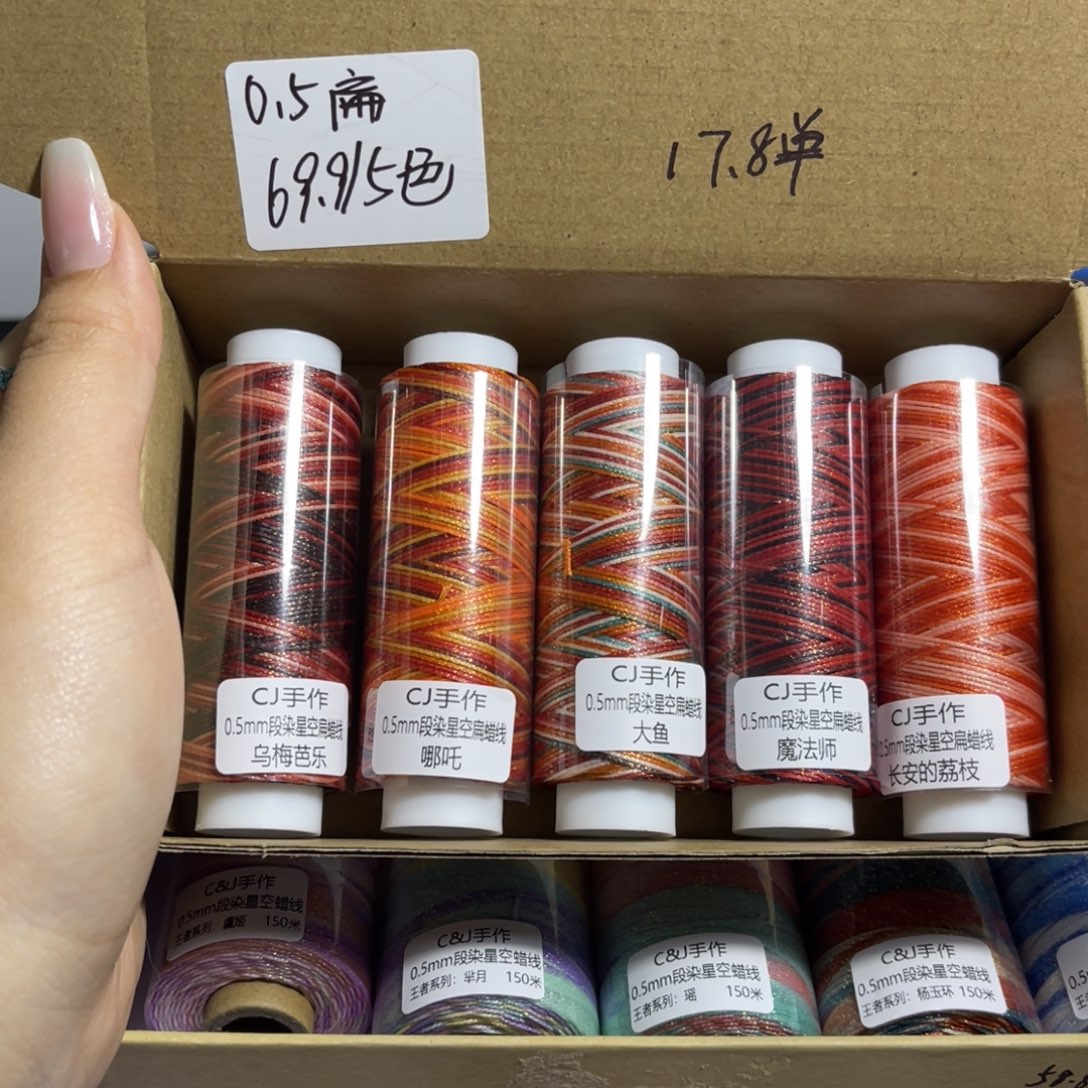 0.5扁
69.9/5色
17.8单
CJ手作
0.5mm段染星空扁蜡线
乌梅芭乐
CJ手作
0.5mm段染星空扁蜡线
哪吒
CJ手作
0.5mm段染星空扁蜡线
大鱼
CJ手作
0.5mm段染星空扁蜡线
魔法师
CJ手作
0.5mm段染星空扁蜡线
长安的荔枝
C&J手作
0.5mm段染星空蜡线
王者系列：虞姬 150米
C&J手作
0.5mm段染星空蜡线
王者系列：芈月 150米
C&J手作
0.5mm段染星空蜡线
王者系列：瑶 150米
C&J手作
0.5mm段染星空蜡线
王者系列：杨玉环 150米